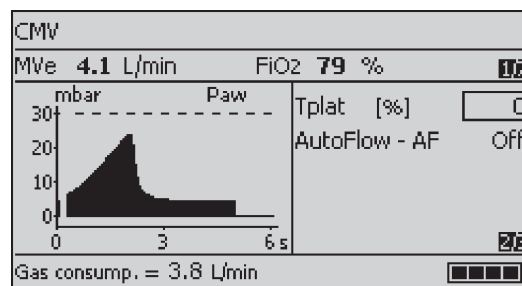 CMV
MVe 4.1 L/min FiO2 79 %
mbar Paw
30
20
10
0
0 3 6 s
Tplat [%]
AutoFlow - AF Off
Gas consump. = 3.8 L/min